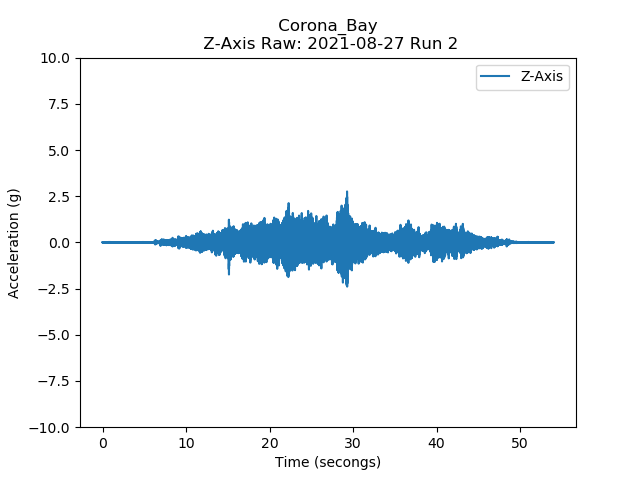 Corona_Bay
Z-Axis Raw: 2021-08-27 Run 2
Z-Axis
Acceleration (g)
10.0
7.5
5.0
2.5
0.0
−2.5
−5.0
−7.5
−10.0
0 10 20 30 40 50
Time (secongs)